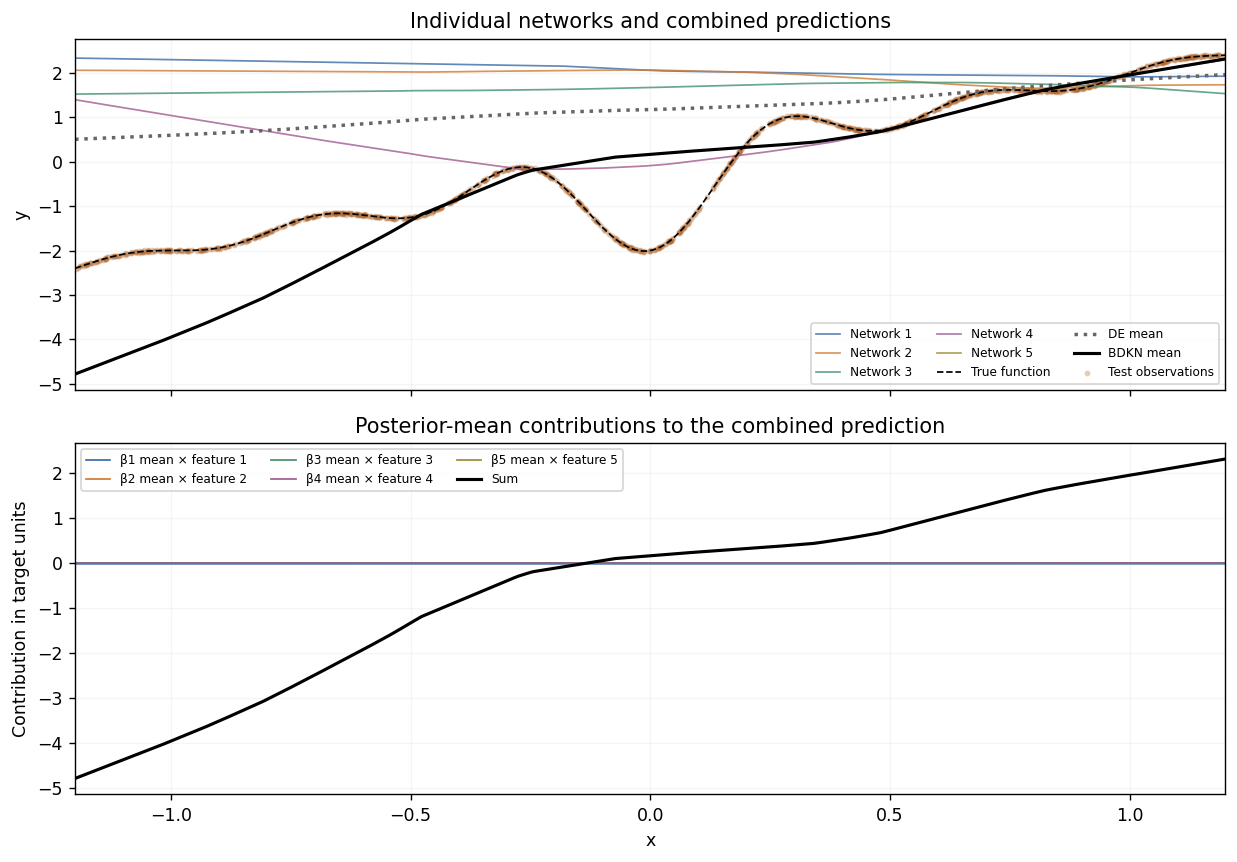 Individual networks and combined predictions
2
1
0
−1
−2
−3
−4
−5
y
Network 1
Network 2
Network 3
Network 4
Network 5
True function
DE mean
BDKN mean
Test observations
Posterior-mean contributions to the combined prediction
β1 mean × feature 1
β2 mean × feature 2
β3 mean × feature 3
β4 mean × feature 4
β5 mean × feature 5
Sum
2
1
0
−1
−2
−3
−4
−5
Contribution in target units
−1.0
−0.5
0.0
0.5
1.0
x